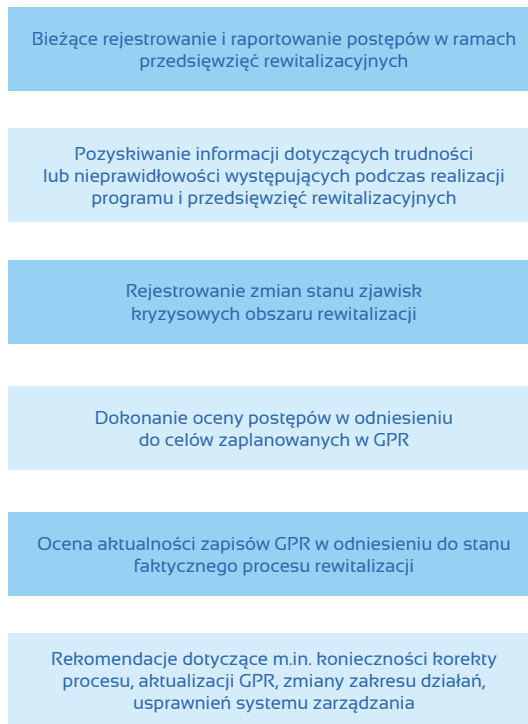 Bieżące rejestrowanie i raportowanie postępów w ramach
przedsięwzięć rewitalizacyjnych
Pozyskiwanie informacji dotyczących trudności
lub nieprawidłowości występujących podczas realizacji
programu i przedsięwzięć rewitalizacyjnych
Rejestrowanie zmian stanu zjawisk
kryzysowych obszaru rewitalizacji
Dokonanie oceny postępów w odniesieniu
do celów zaplanowanych w GPR
Ocena aktualności zapisów GPR w odniesieniu do stanu
faktycznego procesu rewitalizacji
Rekomendacje dotyczące m.in. konieczności korekty
procesu, aktualizacji GPR, zmiany zakresu działań,
usprawnień systemu zarządzania